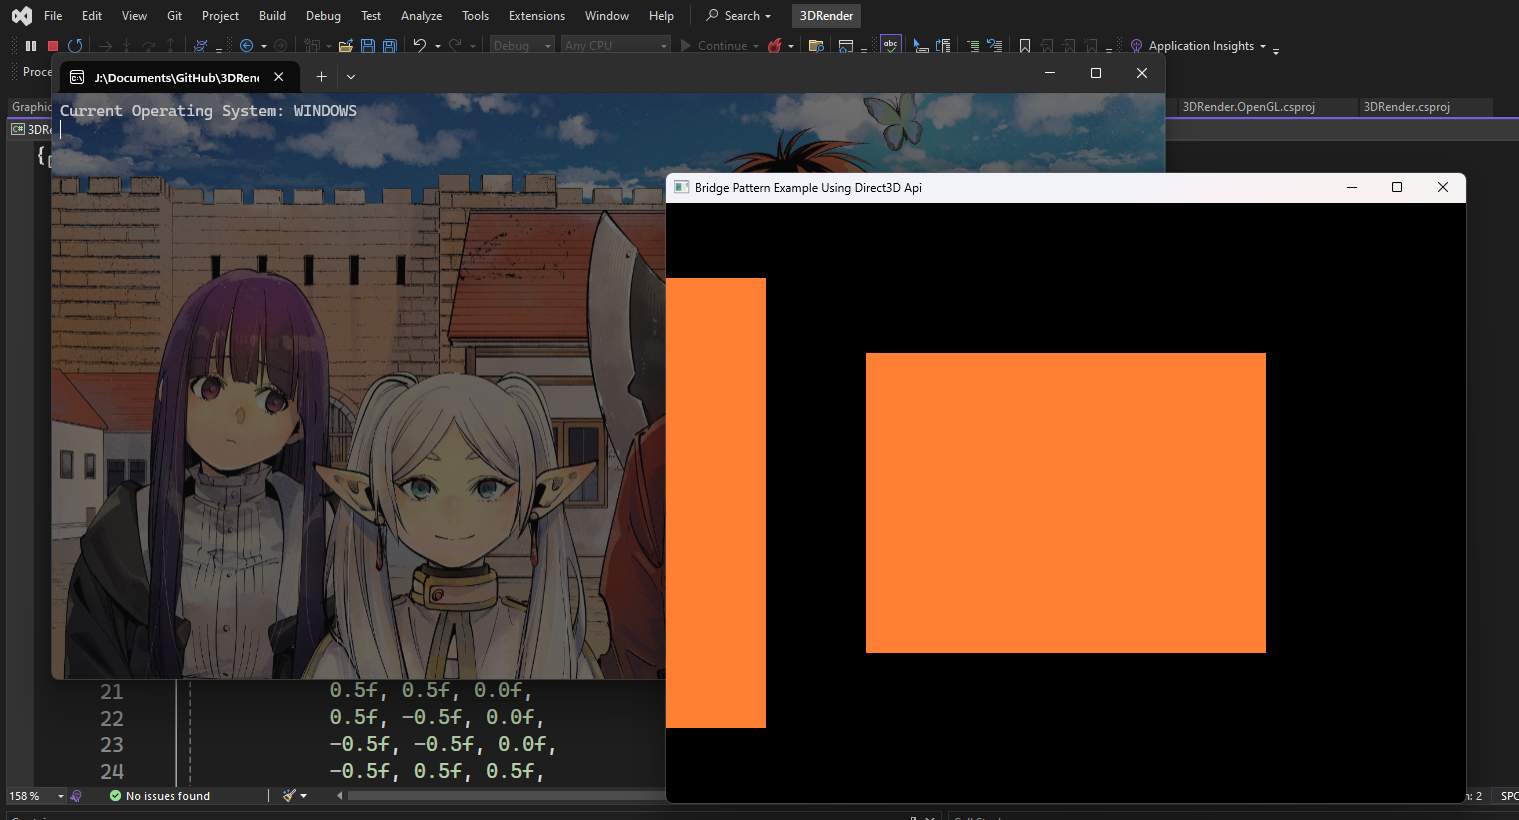 File Edit View Git Project Build Debug Test Analyze Tools Extensions Window Help Search 3DRender
Debug Any CPU Continue abc Application Insights
Proce
J:\Documents\GitHub\3DRen
Graphic 3DRender.OpenGL.csproj 3DRender.csproj
C# 3DRe
Current Operating System: WINDOWS
{
Bridge Pattern Example Using Direct3D Api
21 0.5f, 0.5f, 0.0f,
22 0.5f, -0.5f, 0.0f,
23 -0.5f, -0.5f, 0.0f,
24 -0.5f, 0.5f, 0.5f,
158 % No issues found : 2 SPC